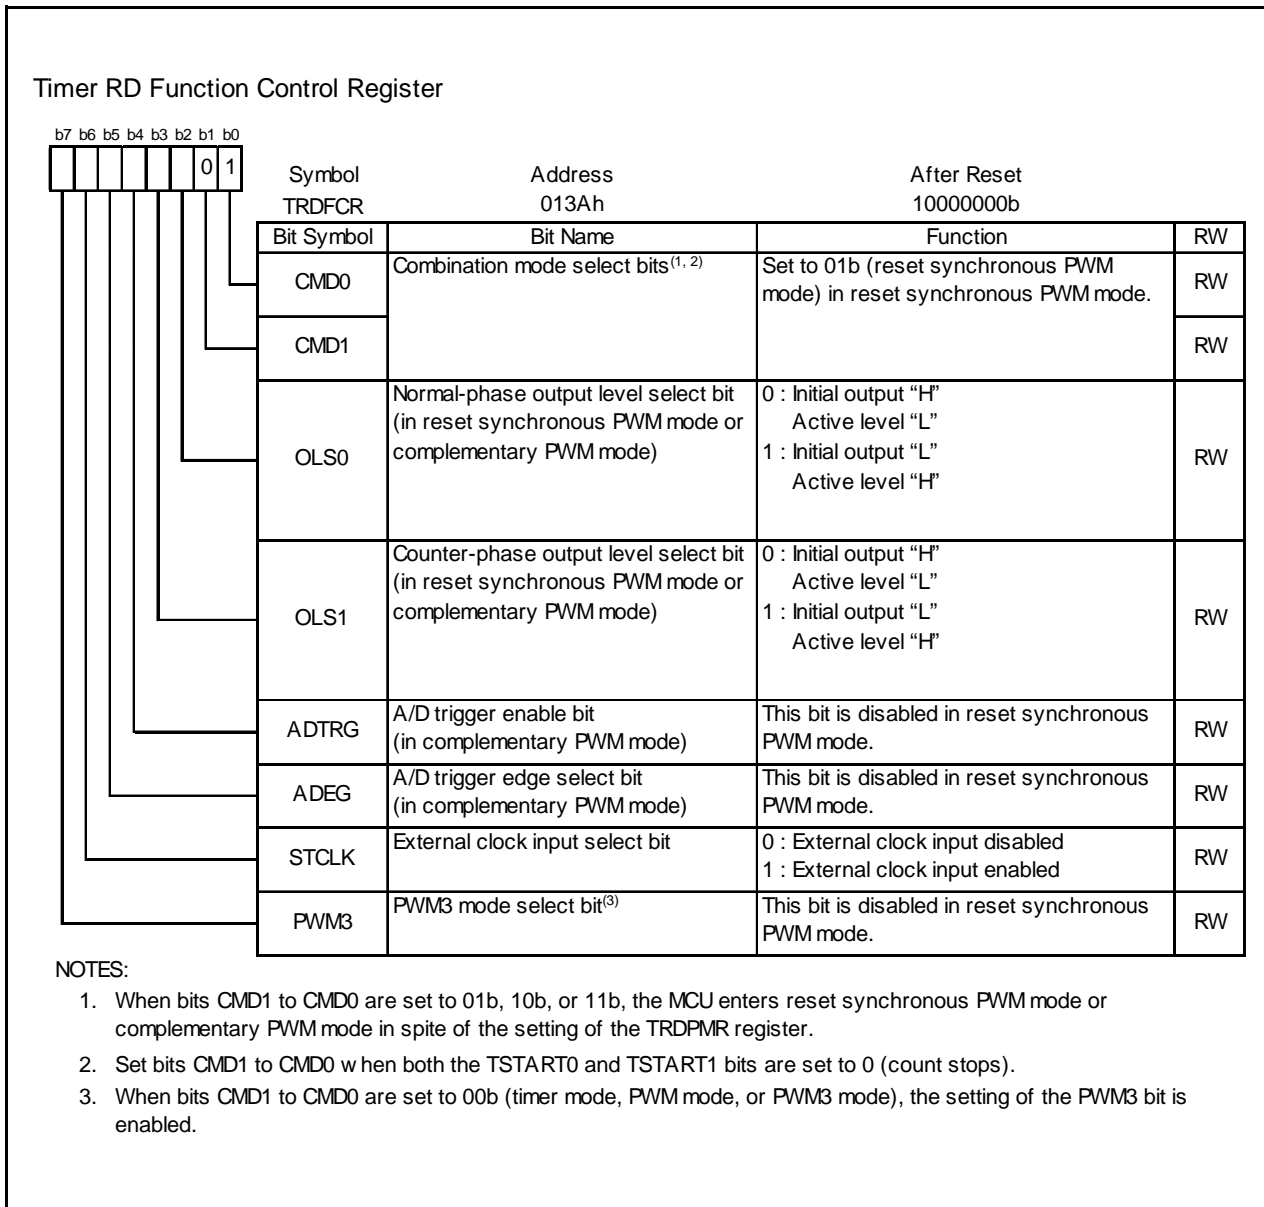 Timer RD Function Control Register
b7 b6 b5 b4 b3 b2 b1 b0
0 1
Symbol Address After Reset
TRDFCR 013Ah 10000000b
Bit Symbol Bit Name Function RW
CMD0 Combination mode select bits(1, 2) Set to 01b (reset synchronous PWM
mode) in reset synchronous PWM mode. RW
CMD1 RW
Normal-phase output level select bit 0 : Initial output “H”
(in reset synchronous PWM mode or Active level “L”
OLS0 complementary PWM mode) 1 : Initial output “L” RW
Active level “H”
Counter-phase output level select bit 0 : Initial output “H”
(in reset synchronous PWM mode or Active level “L”
OLS1 complementary PWM mode) 1 : Initial output “L” RW
Active level “H”
ADTRG A/D trigger enable bit This bit is disabled in reset synchronous RW
(in complementary PWM mode) PWM mode.
ADEG A/D trigger edge select bit This bit is disabled in reset synchronous RW
(in complementary PWM mode) PWM mode.
STCLK External clock input select bit 0 : External clock input disabled RW
1 : External clock input enabled
PWM3 PWM3 mode select bit(3) This bit is disabled in reset synchronous RW
PWM mode.
NOTES:
1. When bits CMD1 to CMD0 are set to 01b, 10b, or 11b, the MCU enters reset synchronous PWM mode or
complementary PWM mode in spite of the setting of the TRDPMR register.
2. Set bits CMD1 to CMD0 when both the TSTART0 and TSTART1 bits are set to 0 (count stops).
3. When bits CMD1 to CMD0 are set to 00b (timer mode, PWM mode, or PWM3 mode), the setting of the PWM3 bit is
enabled.